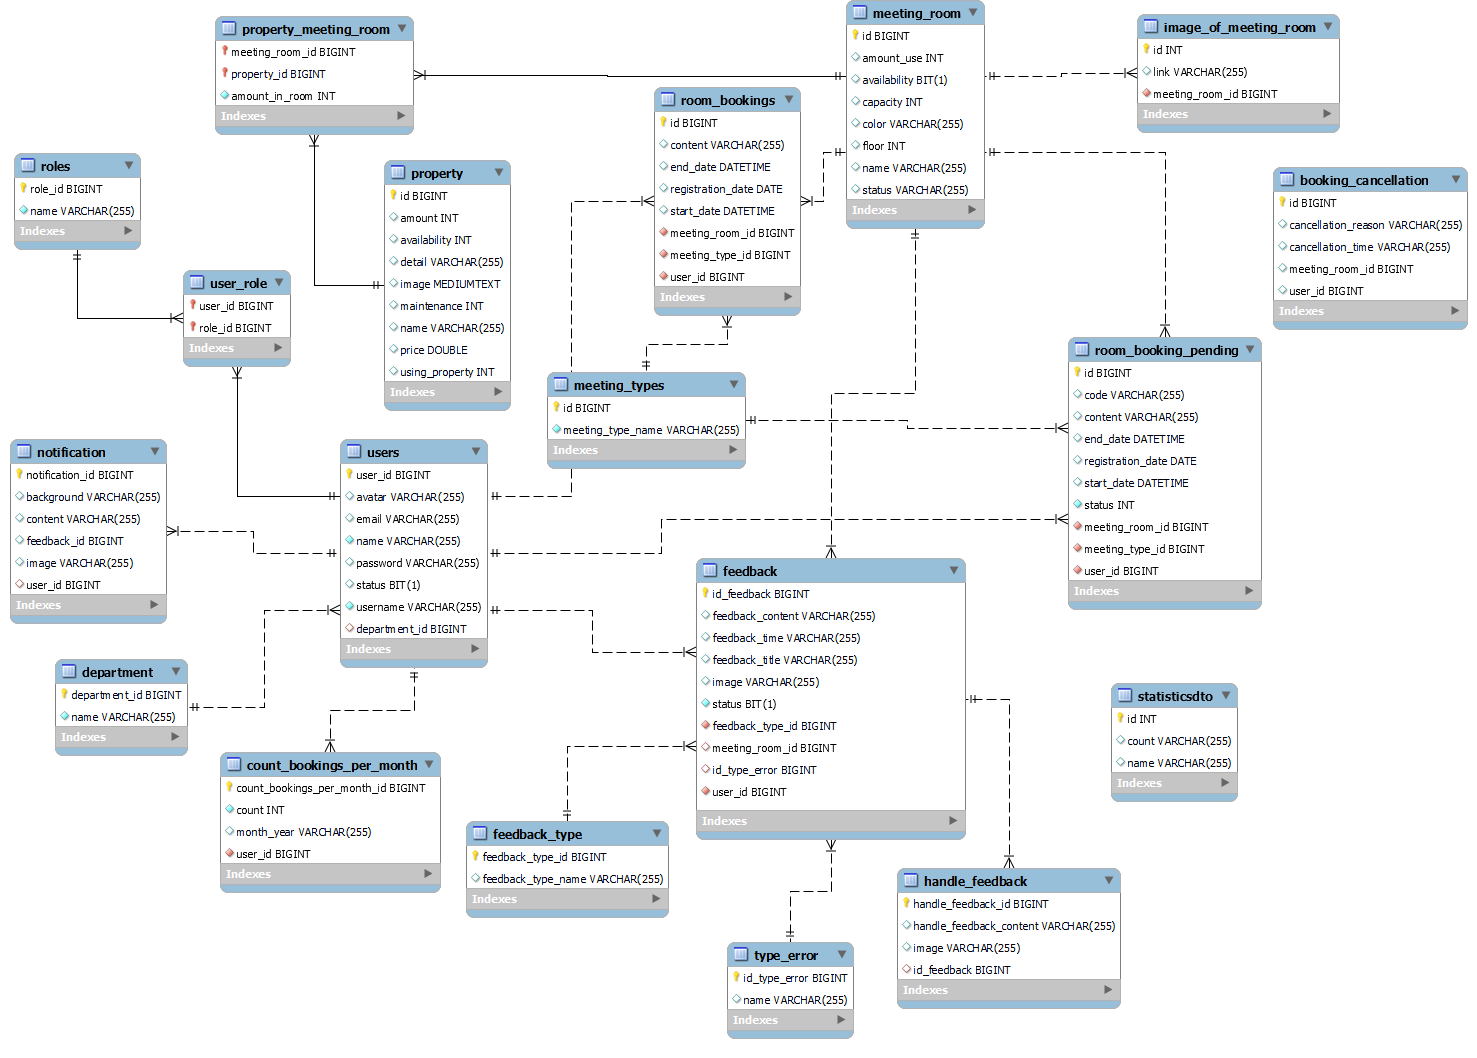 property_meeting_room
meeting_room_id BIGINT
property_id BIGINT
amount_in_room INT
Indexes
meeting_room
id BIGINT
amount_use INT
availability BIT(1)
capacity INT
color VARCHAR(255)
floor INT
name VARCHAR(255)
status VARCHAR(255)
Indexes
image_of_meeting_room
id INT
link VARCHAR(255)
meeting_room_id BIGINT
Indexes
room_bookings
id BIGINT
content VARCHAR(255)
end_date DATETIME
registration_date DATE
start_date DATETIME
meeting_room_id BIGINT
meeting_type_id BIGINT
user_id BIGINT
Indexes
roles
role_id BIGINT
name VARCHAR(255)
Indexes
property
id BIGINT
amount INT
availability INT
detail VARCHAR(255)
image MEDIUMTEXT
maintenance INT
name VARCHAR(255)
price DOUBLE
using_property INT
Indexes
booking_cancellation
id BIGINT
cancellation_reason VARCHAR(255)
cancellation_time VARCHAR(255)
meeting_room_id BIGINT
user_id BIGINT
Indexes
user_role
user_id BIGINT
role_id BIGINT
Indexes
room_booking_pending
id BIGINT
code VARCHAR(255)
content VARCHAR(255)
end_date DATETIME
registration_date DATE
start_date DATETIME
status INT
meeting_room_id BIGINT
meeting_type_id BIGINT
user_id BIGINT
Indexes
meeting_types
id BIGINT
meeting_type_name VARCHAR(255)
Indexes
notification
notification_id BIGINT
background VARCHAR(255)
content VARCHAR(255)
feedback_id BIGINT
image VARCHAR(255)
user_id BIGINT
Indexes
users
user_id BIGINT
avatar VARCHAR(255)
email VARCHAR(255)
name VARCHAR(255)
password VARCHAR(255)
status BIT(1)
username VARCHAR(255)
department_id BIGINT
Indexes
feedback
id_feedback BIGINT
feedback_content VARCHAR(255)
feedback_time VARCHAR(255)
feedback_title VARCHAR(255)
image VARCHAR(255)
status BIT(1)
feedback_type_id BIGINT
meeting_room_id BIGINT
id_type_error BIGINT
user_id BIGINT
Indexes
department
department_id BIGINT
name VARCHAR(255)
Indexes
statisticsdto
id INT
count VARCHAR(255)
name VARCHAR(255)
Indexes
count_bookings_per_month
count_bookings_per_month_id BIGINT
count INT
month_year VARCHAR(255)
user_id BIGINT
Indexes
feedback_type
feedback_type_id BIGINT
feedback_type_name VARCHAR(255)
Indexes
handle_feedback
handle_feedback_id BIGINT
handle_feedback_content VARCHAR(255)
image VARCHAR(255)
id_feedback BIGINT
Indexes
type_error
id_type_error BIGINT
name VARCHAR(255)
Indexes